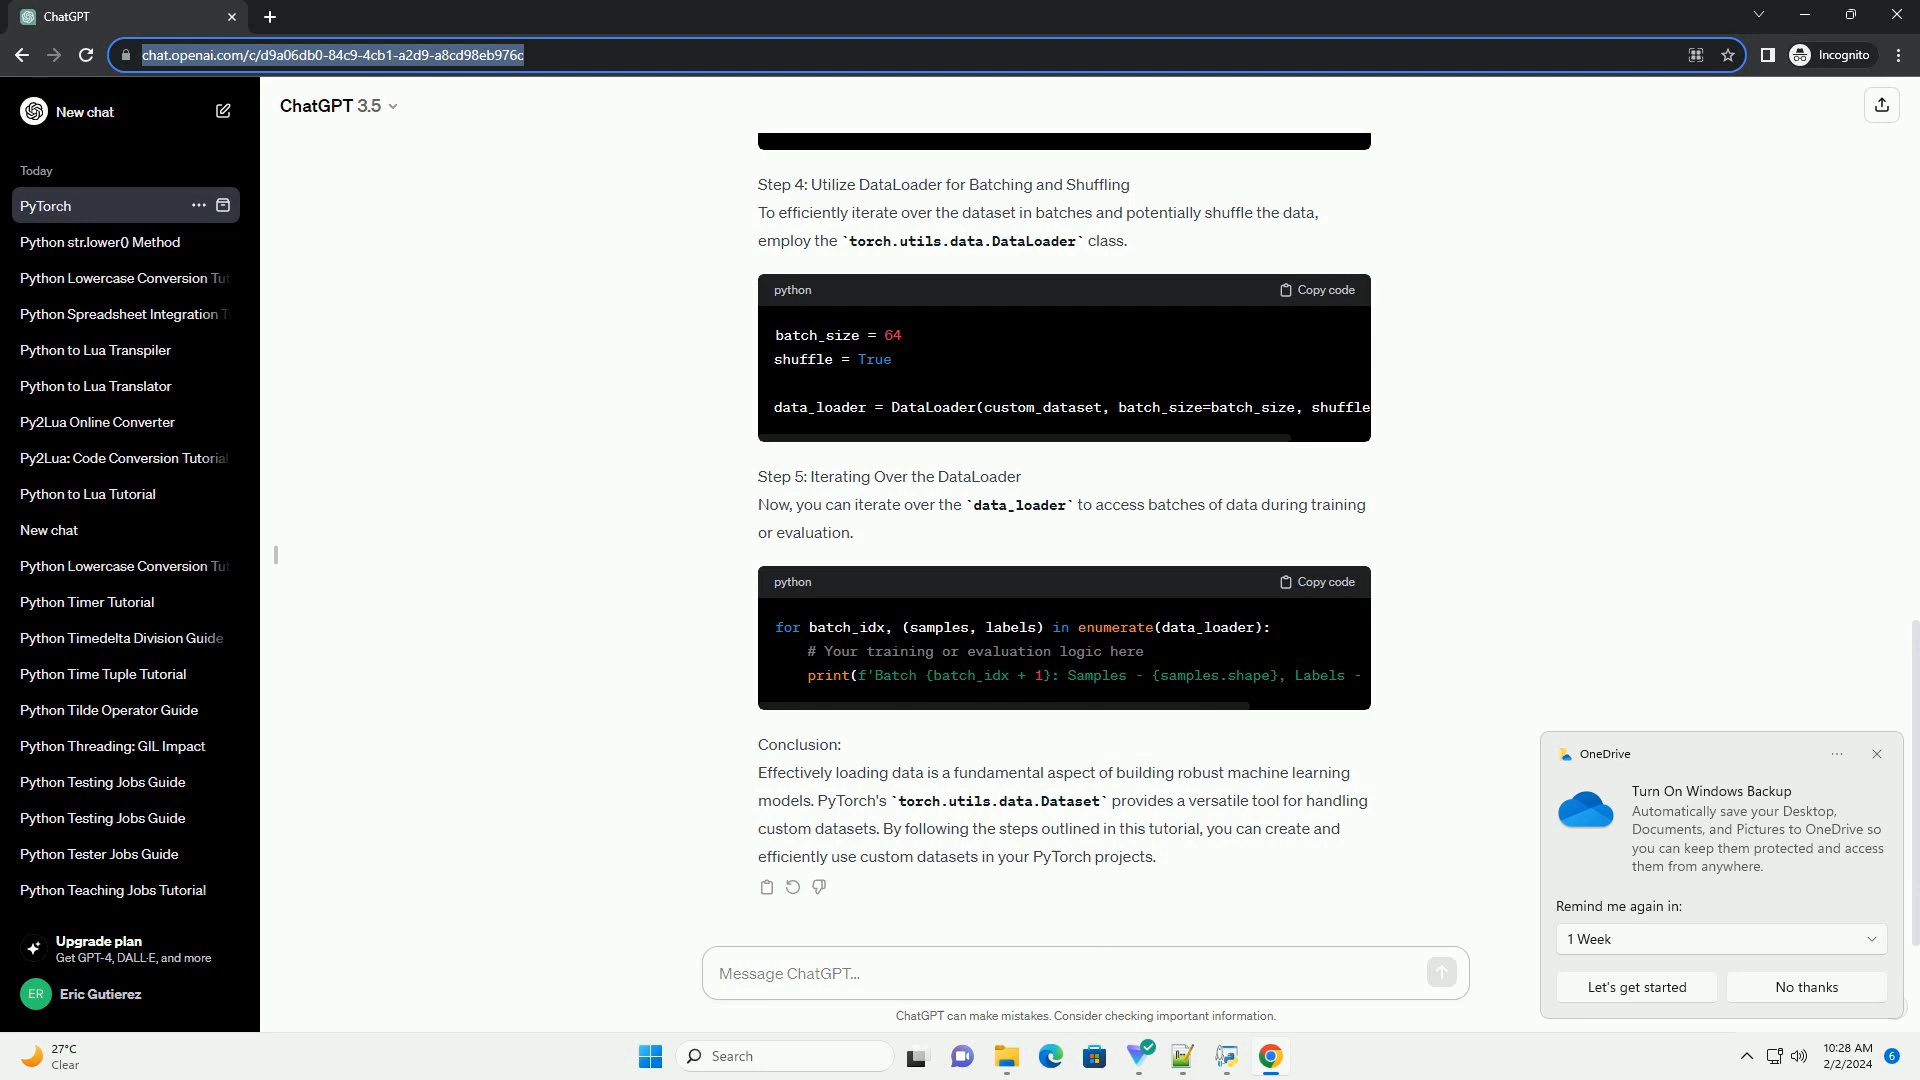 ChatGPT
chat.openai.com/c/d9a06db0-84c9-4cb1-a2d9-a8cd98eb976c
Incognito
New chat
ChatGPT 3.5
Today
PyTorch
Python str.lower() Method
Python Lowercase Conversion Tut
Python Spreadsheet Integration T
Python to Lua Transpiler
Python to Lua Translator
Py2Lua Online Converter
Py2Lua: Code Conversion Tutorial
Python to Lua Tutorial
New chat
Python Lowercase Conversion Tut
Python Timer Tutorial
Python Timedelta Division Guide
Python Time Tuple Tutorial
Python Tilde Operator Guide
Python Threading: GIL Impact
Python Testing Jobs Guide
Python Testing Jobs Guide
Python Tester Jobs Guide
Python Teaching Jobs Tutorial
Upgrade plan
Get GPT-4, DALL·E, and more
ER
Eric Gutierez
Step 4: Utilize DataLoader for Batching and Shuffling
To efficiently iterate over the dataset in batches and potentially shuffle the data,
employ the `torch.utils.data.DataLoader` class.
python
Copy code
batch_size = 64
shuffle = True
data_loader = DataLoader(custom_dataset, batch_size=batch_size, shuffle
Step 5: Iterating Over the DataLoader
Now, you can iterate over the `data_loader` to access batches of data during training
or evaluation.
python
Copy code
for batch_idx, (samples, labels) in enumerate(data_loader):
# Your training or evaluation logic here
print(f'Batch {batch_idx + 1}: Samples - {samples.shape}, Labels -
Conclusion:
Effectively loading data is a fundamental aspect of building robust machine learning
models. PyTorch's `torch.utils.data.Dataset` provides a versatile tool for handling
custom datasets. By following the steps outlined in this tutorial, you can create and
efficiently use custom datasets in your PyTorch projects.
Message ChatGPT...
ChatGPT can make mistakes. Consider checking important information.
OneDrive
Turn On Windows Backup
Automatically save your Desktop,
Documents, and Pictures to OneDrive so
you can keep them protected and access
them from anywhere.
Remind me again in:
1 Week
Let's get started
No thanks
27°C
Clear
Search
10:28 AM
2/2/2024
6